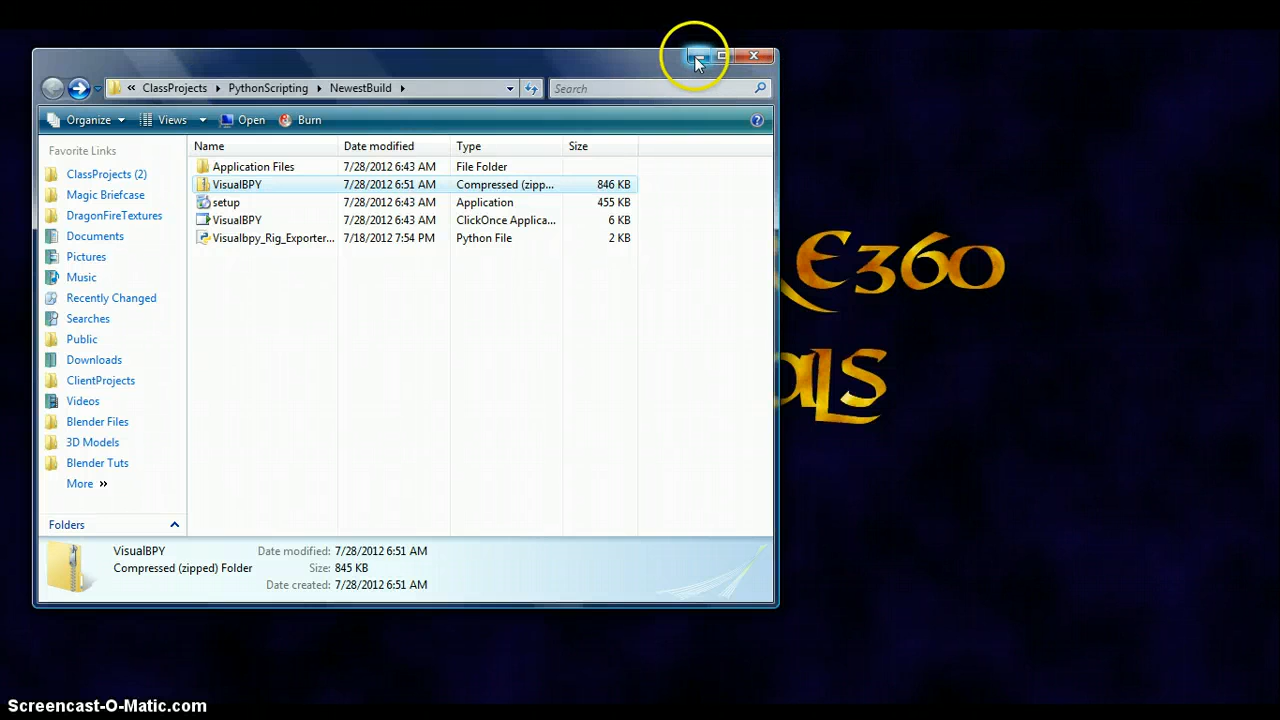 « ClassProjects PythonScripting NewestBuild Search
Organize Views Open Burn ?
Favorite Links
ClassProjects (2)
Magic Briefcase
DragonFireTextures
Documents
Pictures
Music
Recently Changed
Searches
Public
Downloads
ClientProjects
Videos
Blender Files
3D Models
Blender Tuts
More »
Folders
Name Date modified Type Size
Application Files 7/28/2012 6:43 AM File Folder
VisualBPY 7/28/2012 6:51 AM Compressed (zipp... 846 KB
setup 7/28/2012 6:43 AM Application 455 KB
VisualBPY 7/28/2012 6:43 AM ClickOnce Applica... 6 KB
Visualbpy_Rig_Exporter... 7/18/2012 7:54 PM Python File 2 KB
VisualBPY Date modified: 7/28/2012 6:51 AM
Compressed (zipped) Folder Size: 845 KB
Date created: 7/28/2012 6:51 AM
E360
aLS
Screencast-O-Matic.com